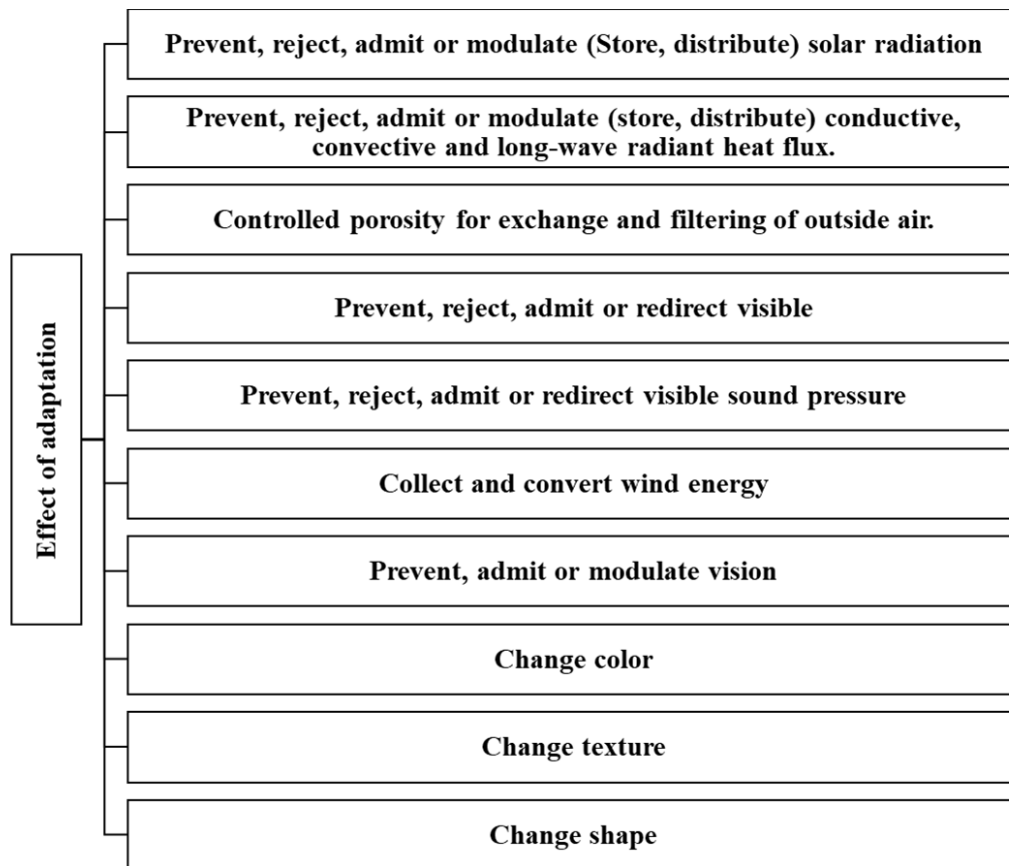 Effect of adaptation
Prevent, reject, admit or modulate (Store, distribute) solar radiation
Prevent, reject, admit or modulate (store, distribute) conductive,
convective and long-wave radiant heat flux.
Controlled porosity for exchange and filtering of outside air.
Prevent, reject, admit or redirect visible
Prevent, reject, admit or redirect visible sound pressure
Collect and convert wind energy
Prevent, admit or modulate vision
Change color
Change texture
Change shape